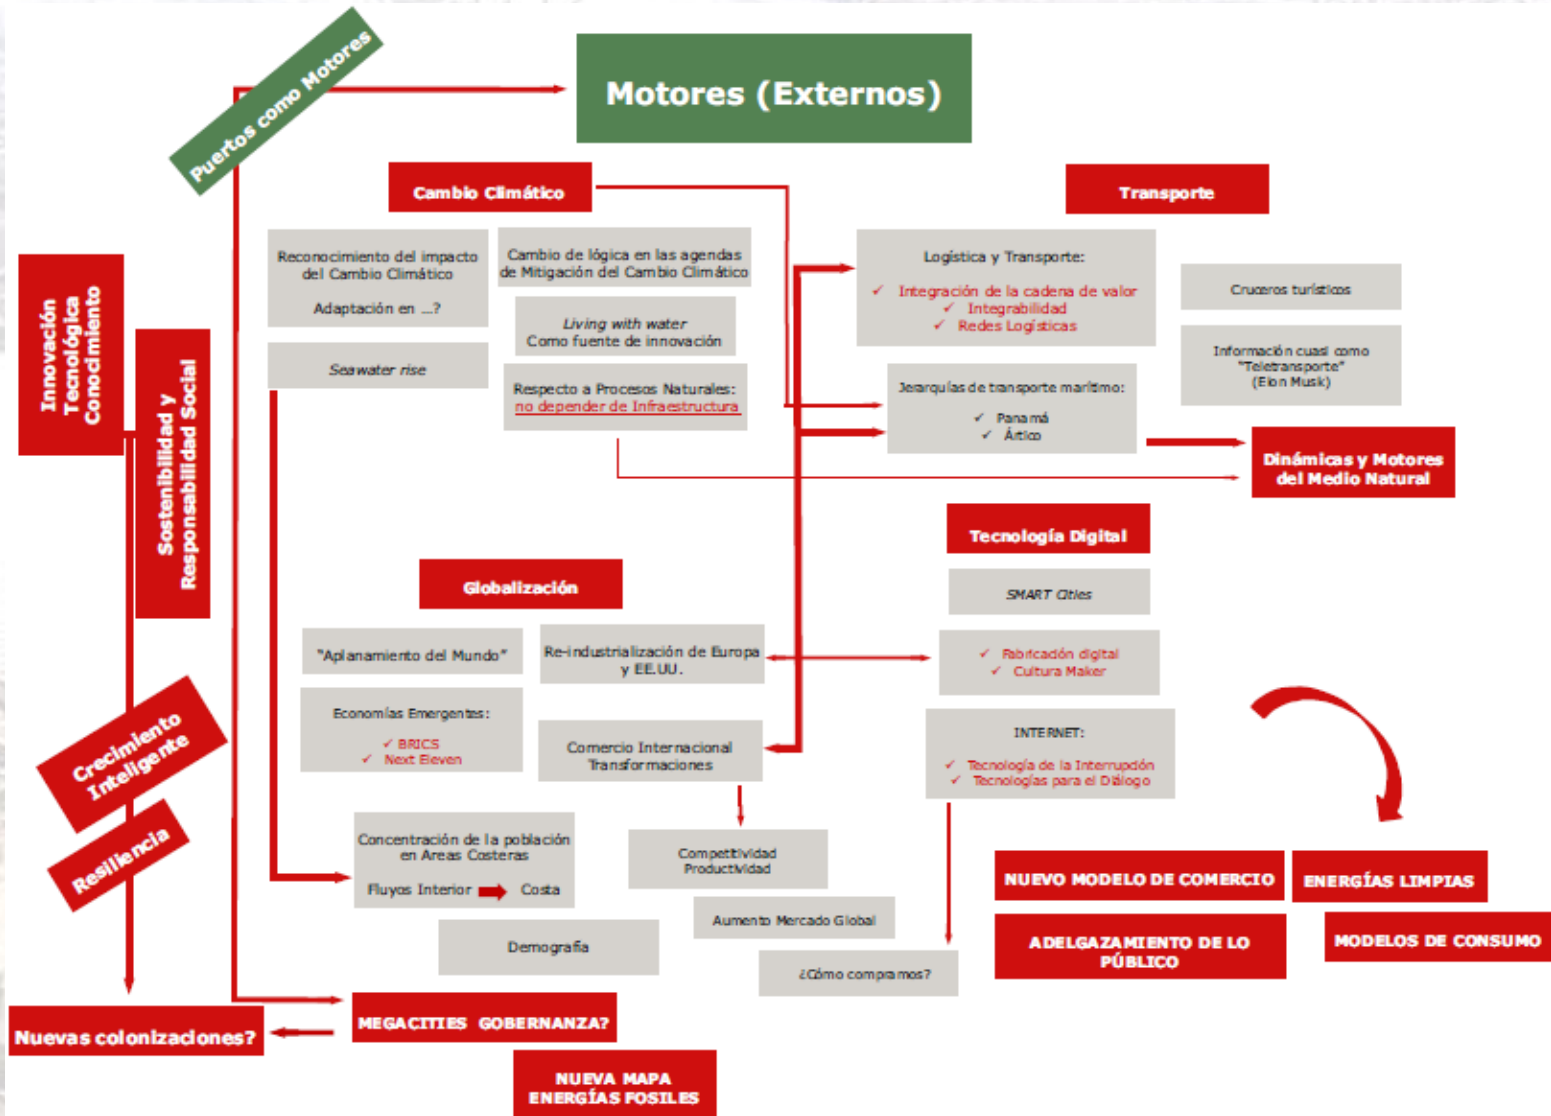 Puertos como Motores
Motores (Externos)
Cambio Climático
Transporte
Reconocimiento del impacto
del Cambio Climático
Adaptación en ...?
Cambio de lógica en las agendas
de Mitigación del Cambio Climático
Living with water
Como fuente de innovación
Seawater rise
Respecto a Procesos Naturales:
no depender de Infraestructura
Logística y Transporte:
✓ Integración de la cadena de valor
✓ Integrabilidad
✓ Redes Logísticas
Cruceros turísticos
Información cuasi como
"Teletransporte"
(Elon Musk)
Jerarquías de transporte marítimo:
✓ Panamá
✓ Ártico
Dinámicas y Motores
del Medio Natural
Innovación
Tecnológica
Conocimiento
Sostenibilidad y
Responsabilidad Social
Tecnología Digital
SMART Cities
✓ Fabricación digital
✓ Cultura Maker
INTERNET:
✓ Tecnología de la Interrupción
✓ Tecnologías para el Diálogo
Globalización
"Aplanamiento del Mundo"
Re-industrialización de Europa
y EE.UU.
Economías Emergentes:
✓ BRICS
✓ Next Eleven
Comercio Internacional
Transformaciones
Crecimiento
Inteligente
Resiliencia
Concentración de la población
en Areas Costeras
Fluyos Interior Costa
Demografía
Competitividad
Productividad
Aumento Mercado Global
¿Cómo compramos?
NUEVO MODELO DE COMERCIO
ENERGÍAS LIMPIAS
ADELGAZAMIENTO DE LO
PÚBLICO
MODELOS DE CONSUMO
Nuevas colonizaciones?
MEGACITIES GOBERNANZA?
NUEVA MAPA
ENERGÍAS FOSILES